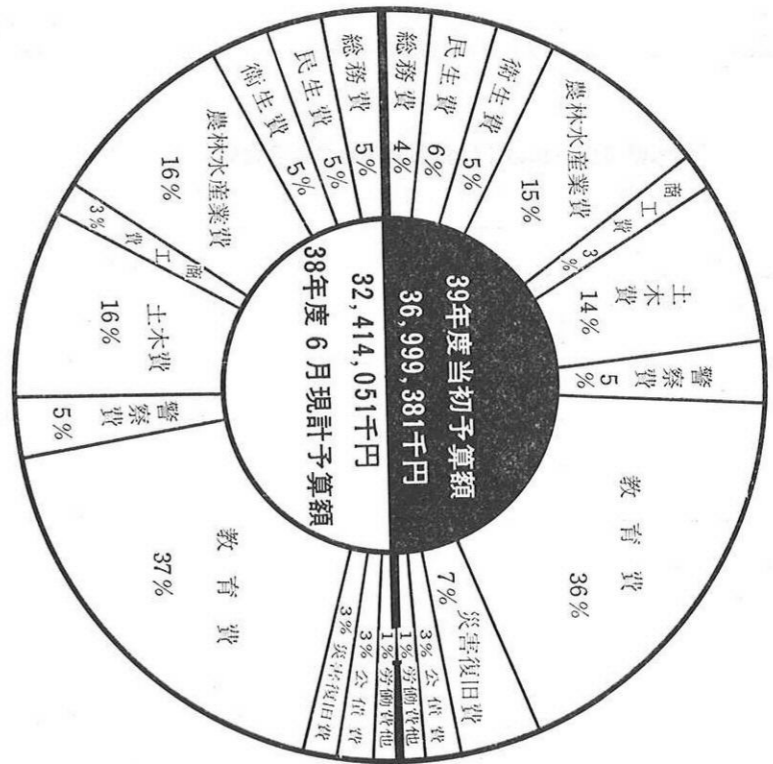 39年度当初予算額
36,999,381千円
32,414,051千円
38年度6月現計予算額
総務費 4%
民生費 6%
衛生費 5%
農林水産業費 15%
商工費 3%
土木費 14%
警察費 5%
教育費 36%
災害復旧費 7%
公債費 3%
労働費他 1%
総務費 5%
民生費 5%
衛生費 5%
農林水産業費 16%
商工費 3%
土木費 16%
警察費 5%
教育費 37%
災害復旧費 3%
公債費 3%
労働費他 1%